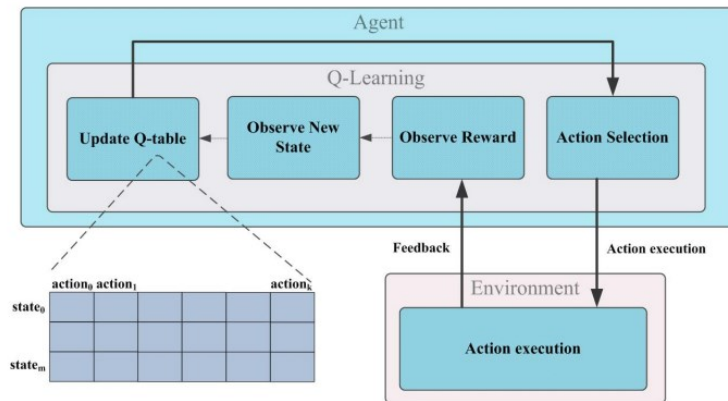 Agent
Q-Learning
Update Q-table
Observe New
State
Observe Reward
Action Selection
Feedback
Action execution
action₀ action₁ actionₖ
state₀
stateₘ
Environment
Action execution